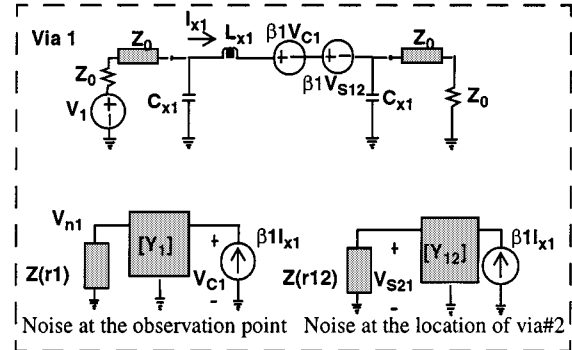 Via 1
Z0
Ix1
Lx1
β1VC1
β1VS12
Z0
Z0
V1
+
Cx1
+ −
+ −
Cx1
Z0
Vn1
Z(r1)
[Y1]
+
VC1
-
β1Ix1
Z(r12)
+
VS21
-
[Y12]
β1Ix1
Noise at the observation point
Noise at the location of via#2